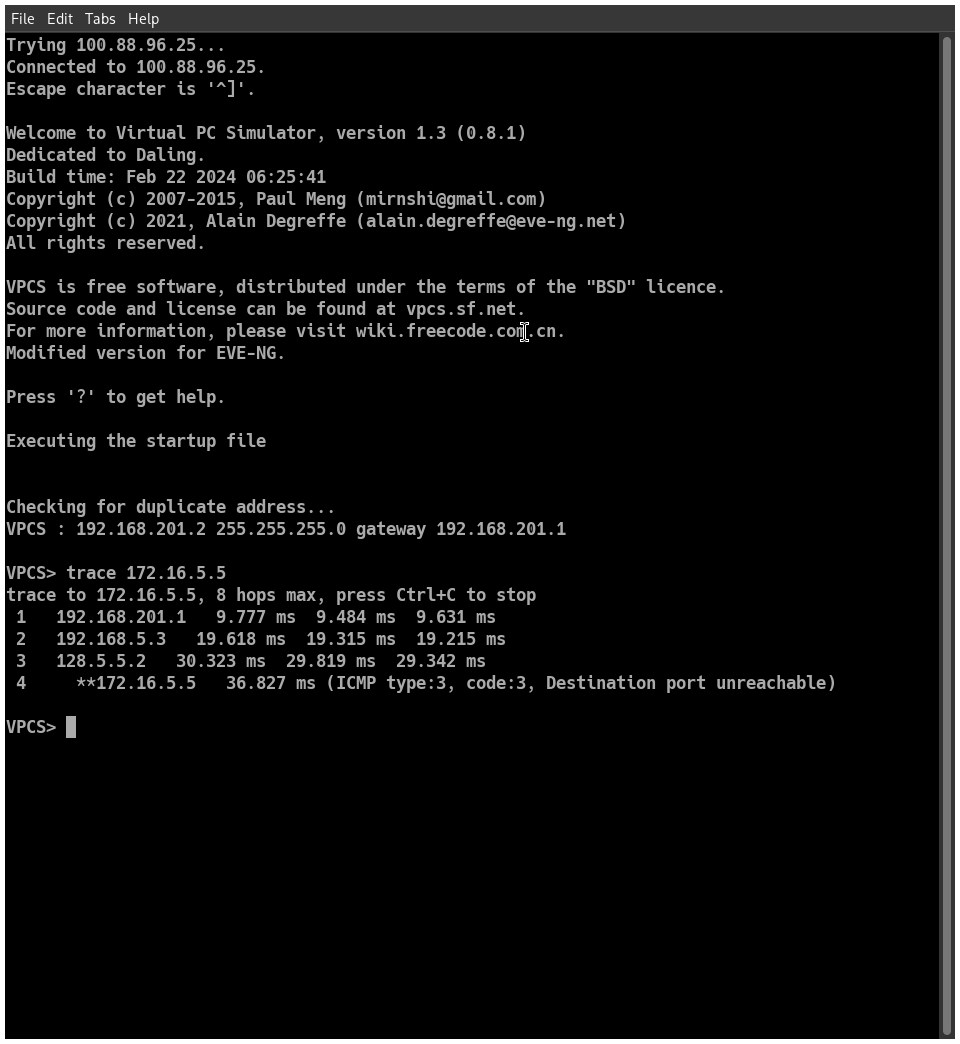 File Edit Tabs Help
Trying 100.88.96.25...
Connected to 100.88.96.25.
Escape character is '^]'.
Welcome to Virtual PC Simulator, version 1.3 (0.8.1)
Dedicated to Daling.
Build time: Feb 22 2024 06:25:41
Copyright (c) 2007-2015, Paul Meng (mirnshi@gmail.com)
Copyright (c) 2021, Alain Degreffe (alain.degreffe@eve-ng.net)
All rights reserved.
VPCS is free software, distributed under the terms of the "BSD" licence.
Source code and license can be found at vpcs.sf.net.
For more information, please visit wiki.freecode.com.cn.
Modified version for EVE-NG.
Press '?' to get help.
Executing the startup file
Checking for duplicate address...
VPCS : 192.168.201.2 255.255.255.0 gateway 192.168.201.1
VPCS> trace 172.16.5.5
trace to 172.16.5.5, 8 hops max, press Ctrl+C to stop
 1   192.168.201.1   9.777 ms  9.484 ms  9.631 ms
 2   192.168.5.3   19.618 ms  19.315 ms  19.215 ms
 3   128.5.5.2   30.323 ms  29.819 ms  29.342 ms
 4     **172.16.5.5   36.827 ms (ICMP type:3, code:3, Destination port unreachable)
VPCS>